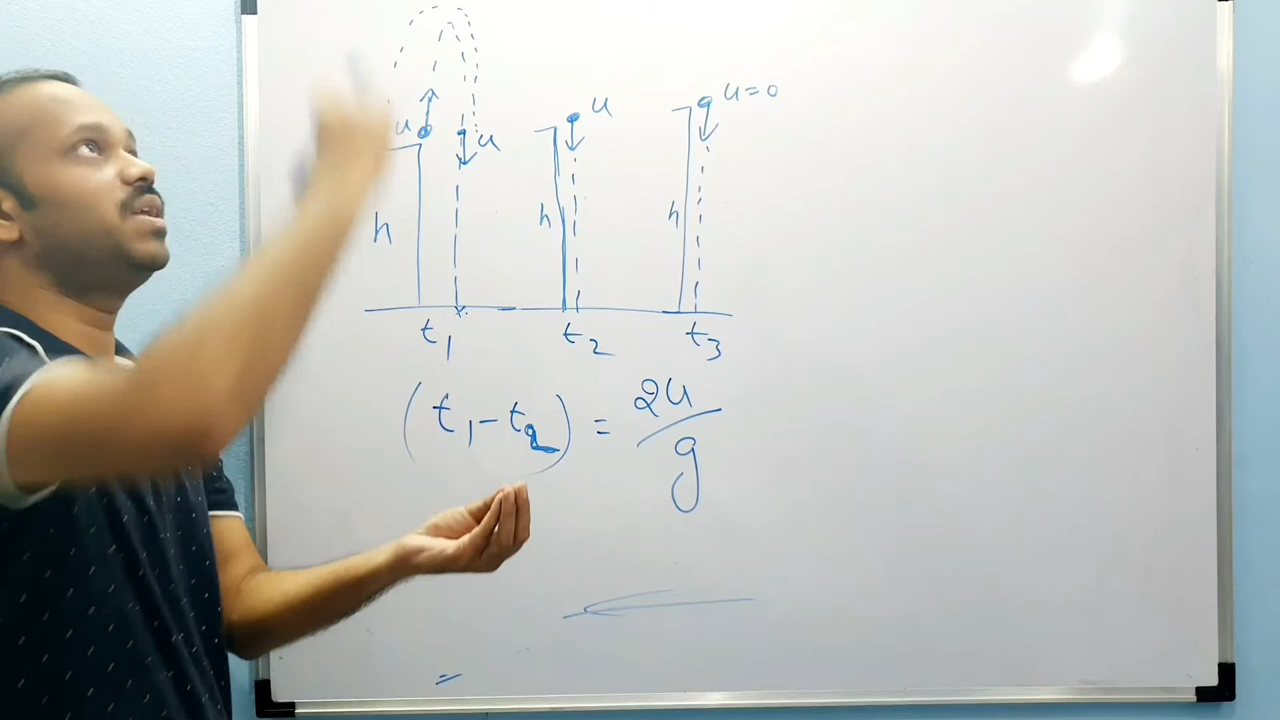 u u u u=0
h h h
t1 t2 t3
(t1-t2) = 2u/g